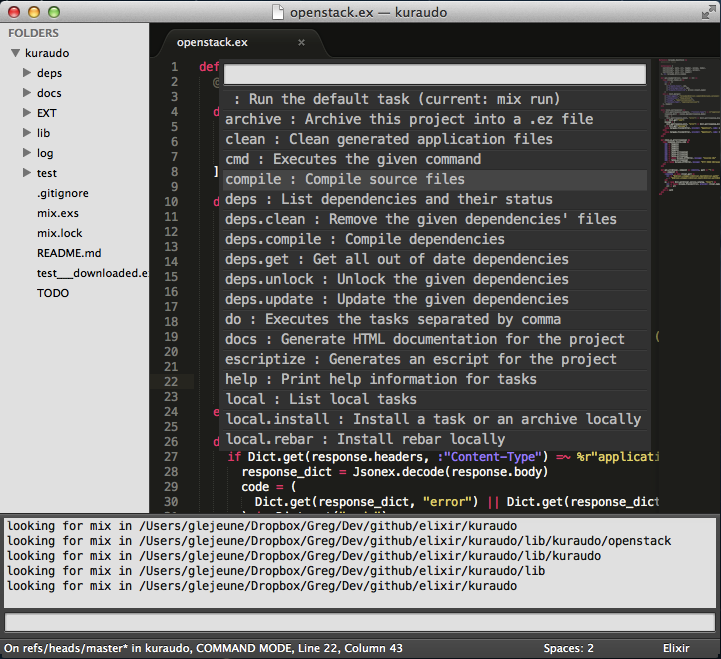 openstack.ex — kuraudo
FOLDERS
kuraudo
deps
docs
EXT
lib
log
test
.gitignore
mix.exs
mix.lock
README.md
test___downloaded.e
TODO
openstack.ex ×
1 def
2 @
3
4 d
5
6
7
8 ]
9
10 d
11
12
13
14
15
16
17
18
19 (
20
21
22
23
24 e
25
26 d
: Run the default task (current: mix run)
archive : Archive this project into a .ez file
clean : Clean generated application files
cmd : Executes the given command
compile : Compile source files
deps : List dependencies and their status
deps.clean : Remove the given dependencies' files
deps.compile : Compile dependencies
deps.get : Get all out of date dependencies
deps.unlock : Unlock the given dependencies
deps.update : Update the given dependencies
do : Executes the tasks separated by comma
docs : Generate HTML documentation for the project
escriptize : Generates an escript for the project
help : Print help information for tasks
local : List local tasks
local.install : Install a task or an archive locally
local.rebar : Install rebar locally
27 if Dict.get(response.headers, :"Content-Type") =~ %r"applicati
28 response_dict = Jsonex.decode(response.body)
29 code = (
30 Dict.get(response_dict, "error") || Dict.get(response_dict
looking for mix in /Users/glejeune/Dropbox/Greg/Dev/github/elixir/kuraudo
looking for mix in /Users/glejeune/Dropbox/Greg/Dev/github/elixir/kuraudo/lib/kuraudo/openstack
looking for mix in /Users/glejeune/Dropbox/Greg/Dev/github/elixir/kuraudo/lib/kuraudo
looking for mix in /Users/glejeune/Dropbox/Greg/Dev/github/elixir/kuraudo/lib
looking for mix in /Users/glejeune/Dropbox/Greg/Dev/github/elixir/kuraudo
On refs/heads/master* in kuraudo, COMMAND MODE, Line 22, Column 43
Spaces: 2
Elixir